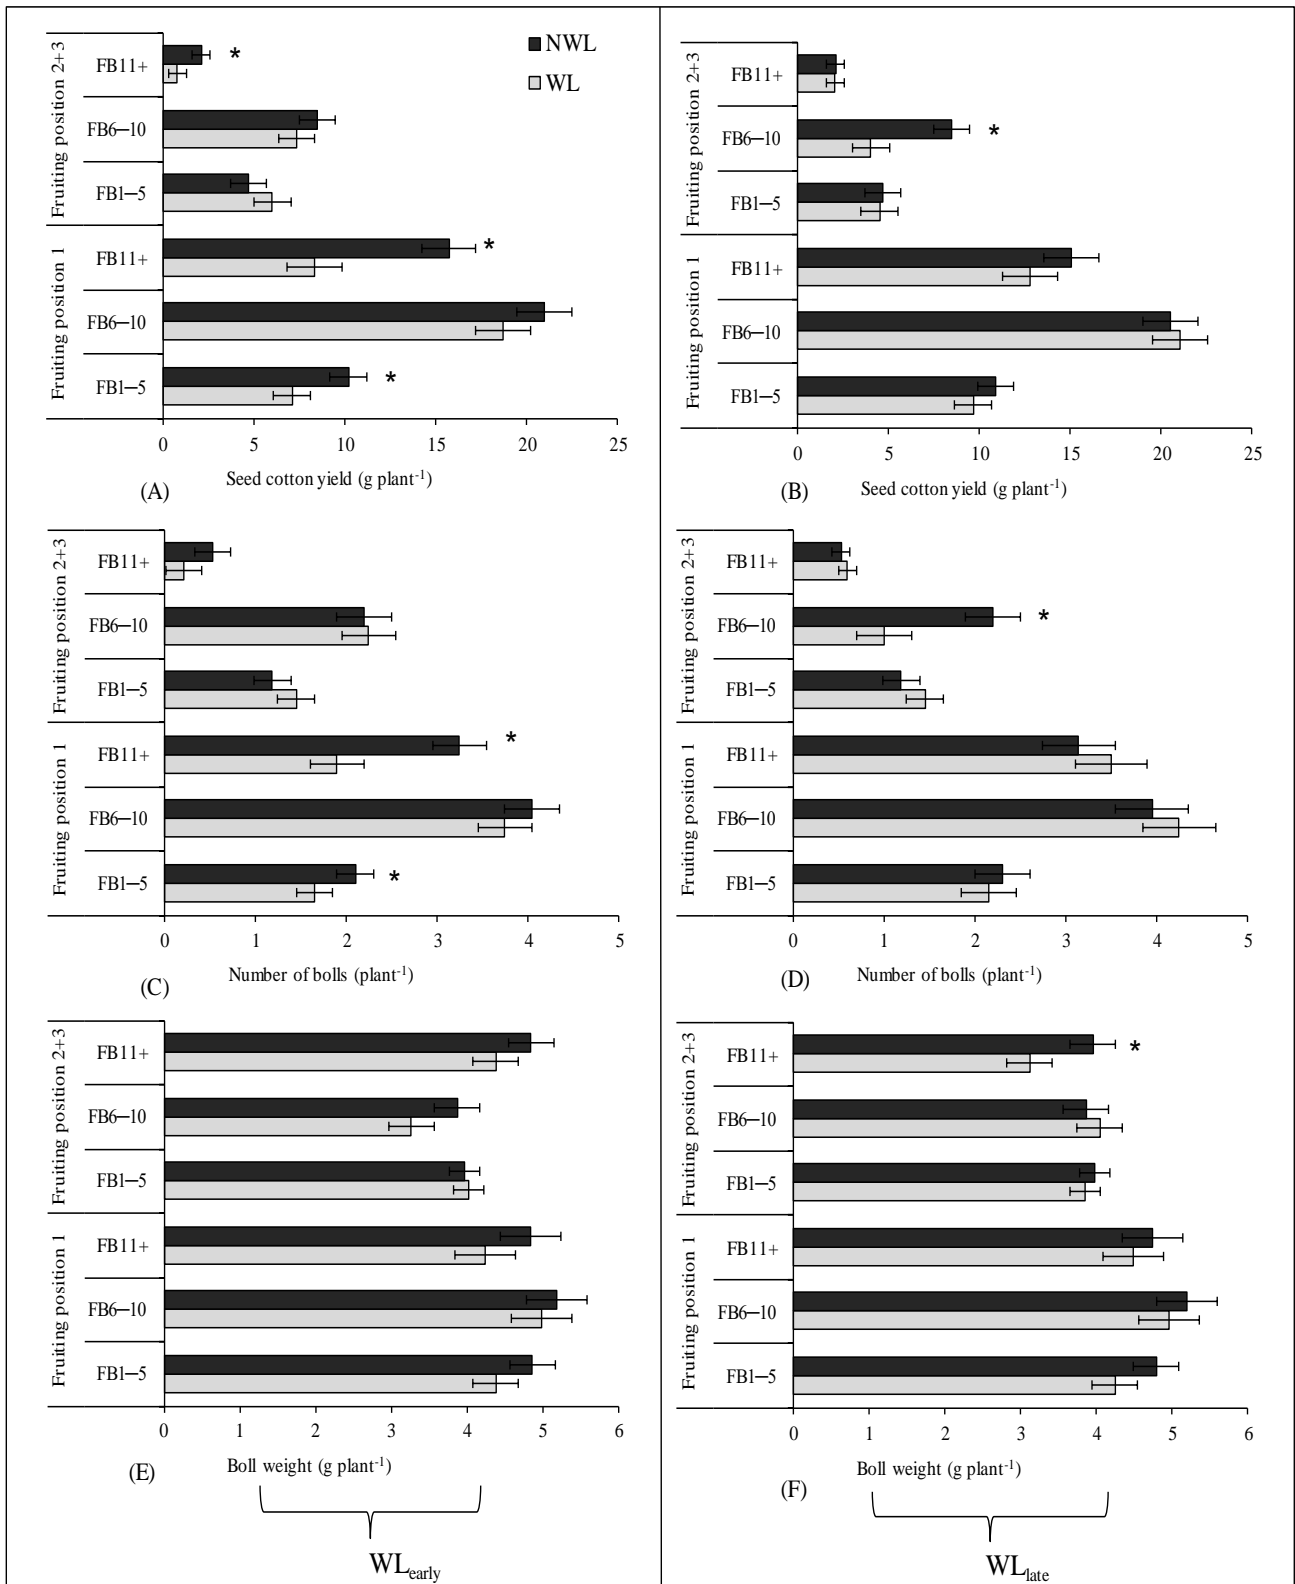 NWL
WL
Fruiting position 2+3
FB11+
FB6–10
FB1–5
Fruiting position 1
FB11+
FB6–10
FB1–5
*
*
*
0 5 10 15 20 25
Seed cotton yield (g plant-1)
(A)
Fruiting position 2+3
FB11+
FB6–10
FB1–5
Fruiting position 1
FB11+
FB6–10
FB1–5
*
0 5 10 15 20 25
Seed cotton yield (g plant-1)
(B)
Fruiting position 2+3
FB11+
FB6–10
FB1–5
Fruiting position 1
FB11+
FB6–10
FB1–5
*
*
0 1 2 3 4 5
Number of bolls (plant-1)
(C)
Fruiting position 2+3
FB11+
FB6–10
FB1–5
Fruiting position 1
FB11+
FB6–10
FB1–5
*
0 1 2 3 4 5
Number of bolls (plant-1)
(D)
Fruiting position 2+3
FB11+
FB6–10
FB1–5
Fruiting position 1
FB11+
FB6–10
FB1–5
0 1 2 3 4 5 6
Boll weight (g plant-1)
(E)
WLearly
Fruiting position 2+3
FB11+
FB6–10
FB1–5
Fruiting position 1
FB11+
FB6–10
FB1–5
*
0 1 2 3 4 5 6
Boll weight (g plant-1)
(F)
WLlate